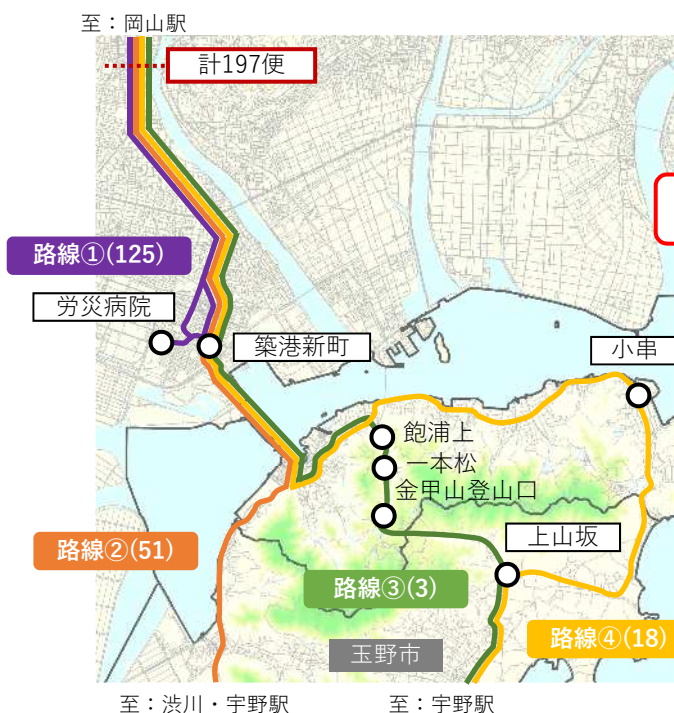 至：岡山駅
計197便
路線①(125)
労災病院
築港新町
小串
飽浦上
一本松
金甲山登山口
上山坂
路線②(51)
路線③(3)
路線④(18)
玉野市
至：渋川・宇野駅
至：宇野駅